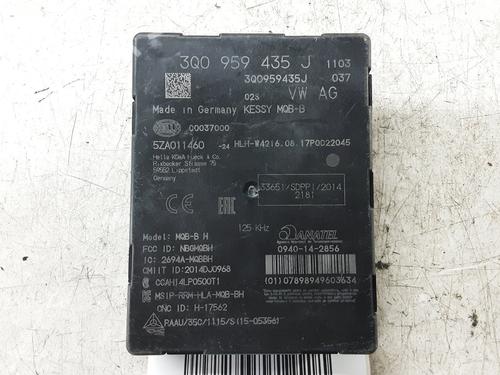 3Q0 959 435 J 1103
3Q0959435J 037
023 VW AG
Made in Germany KESSY MQB-B
HELLA 00037000
5ZA011460 -24 HLH-W4216.08.17P0022045
Hella KGaA Hueck & Co.
Rixbecker Strasse 75
59552 Lippstadt
Germany
33651/SDPPI/2014
2181
CE
125 KHz
ANATEL
Model: MQB-B H
FCC ID: NBGMQBH
0940-14-2856
IC: 2694A-MQBBH
CMIIT ID: 2014DJ0968
(01)07898949603634
CCAH14LP0500T1
MSIP-RRM-HLA-MQB-BH
CNC ID: H-17562
RAAU/35C/1115/S(15-05356)